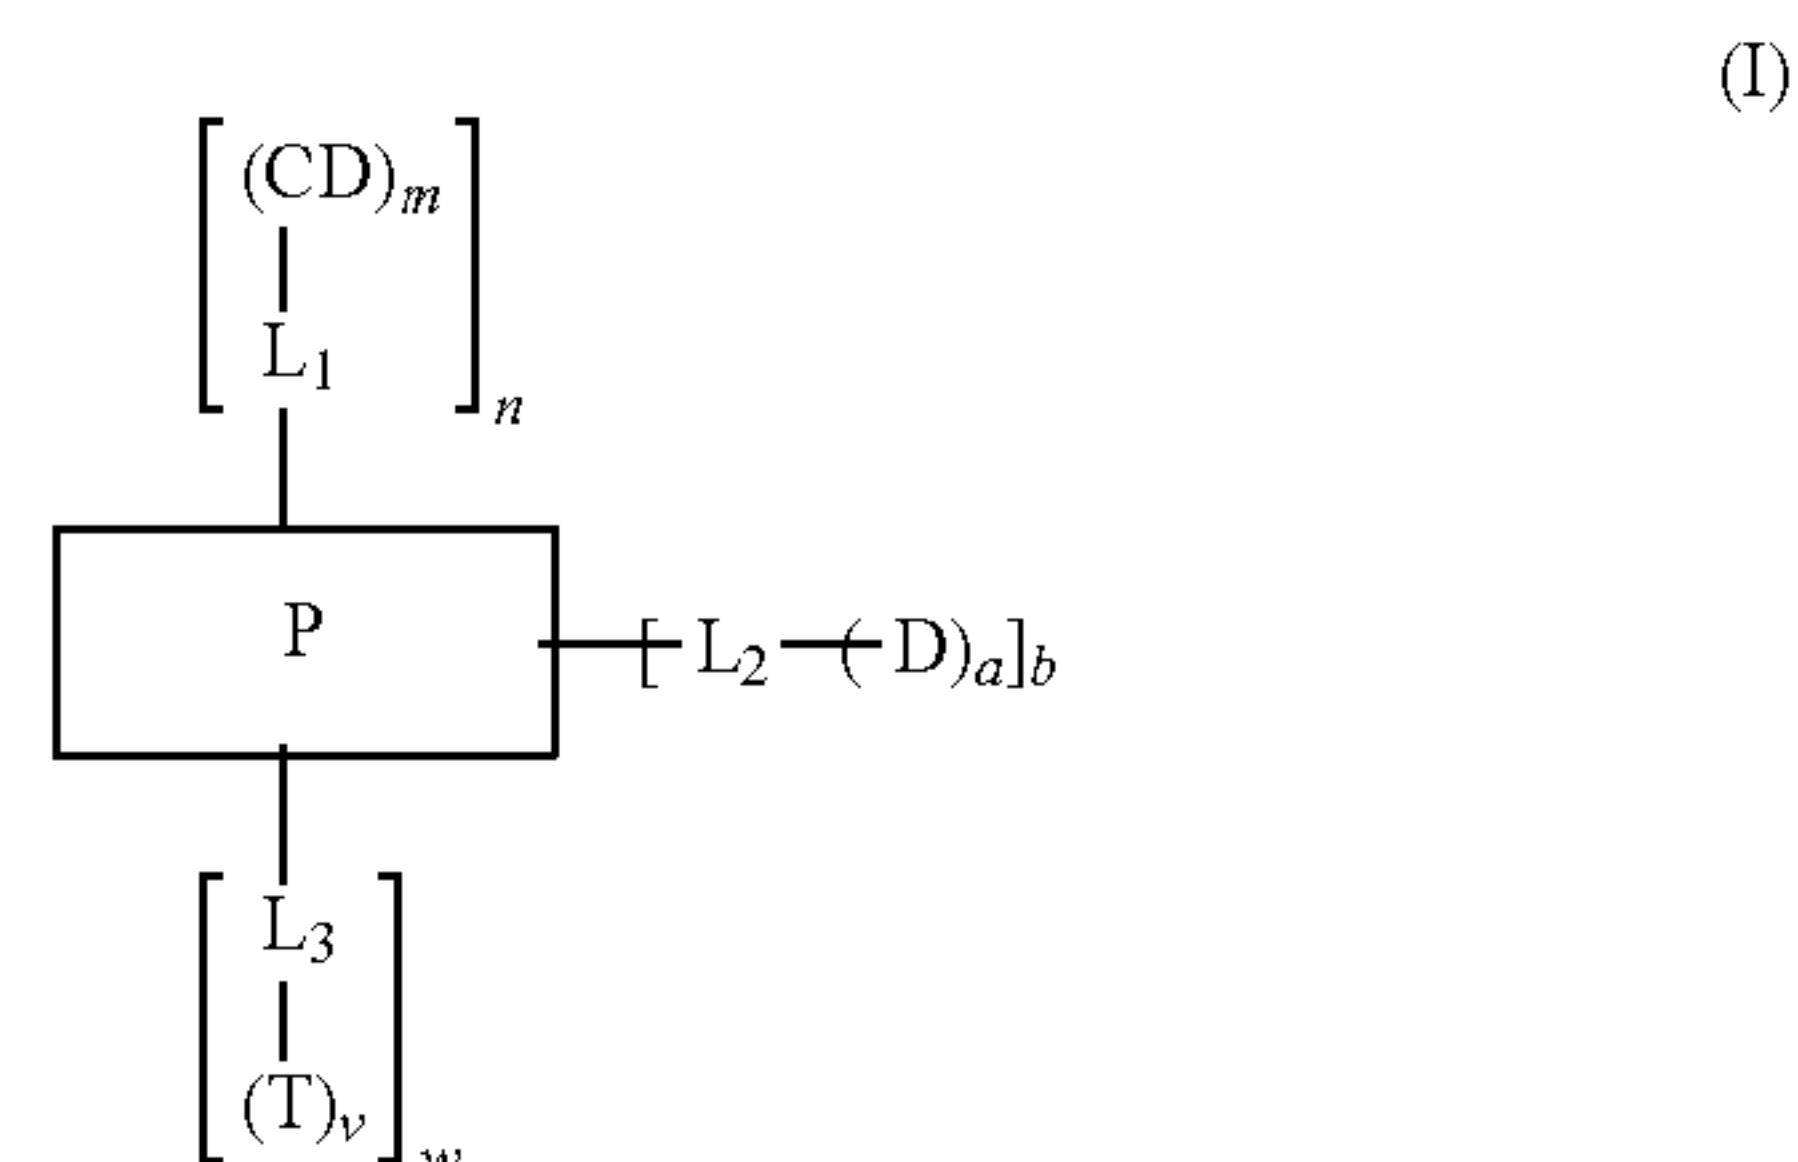 (I)
(CD)m
L1
n
P
[L2—(D)a]b
L3
(T)v
w